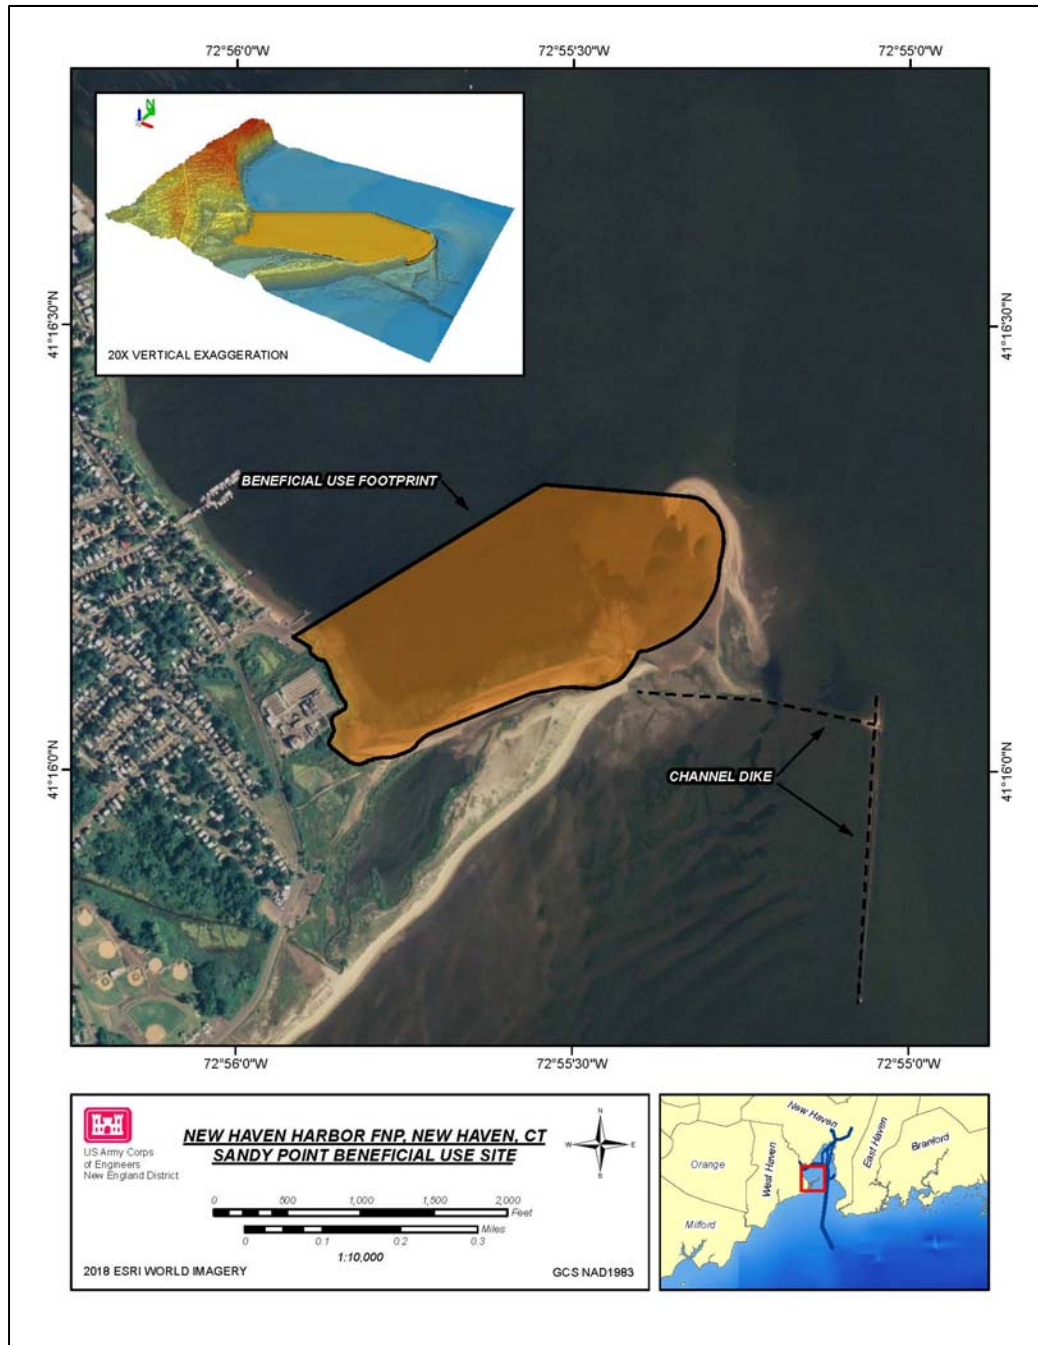 72°56'0"W
72°55'30"W
72°55'0"W
N
20X VERTICAL EXAGGERATION
41°16'30"N
41°16'30"N
BENEFICIAL USE FOOTPRINT
CHANNEL DIKE
41°16'0"N
41°16'0"N
72°56'0"W
72°55'30"W
72°55'0"W
US Army Corps
of Engineers
New England District
NEW HAVEN HARBOR FNP, NEW HAVEN, CT
SANDY POINT BENEFICIAL USE SITE
N
W
E
S
0 500 1,000 1,500 2,000
Feet
Miles
0 0.1 0.2 0.3
1:10,000
2018 ESRI WORLD IMAGERY
GCS NAD1983
New Haven
Orange
West Haven
East Haven
Branford
Milford